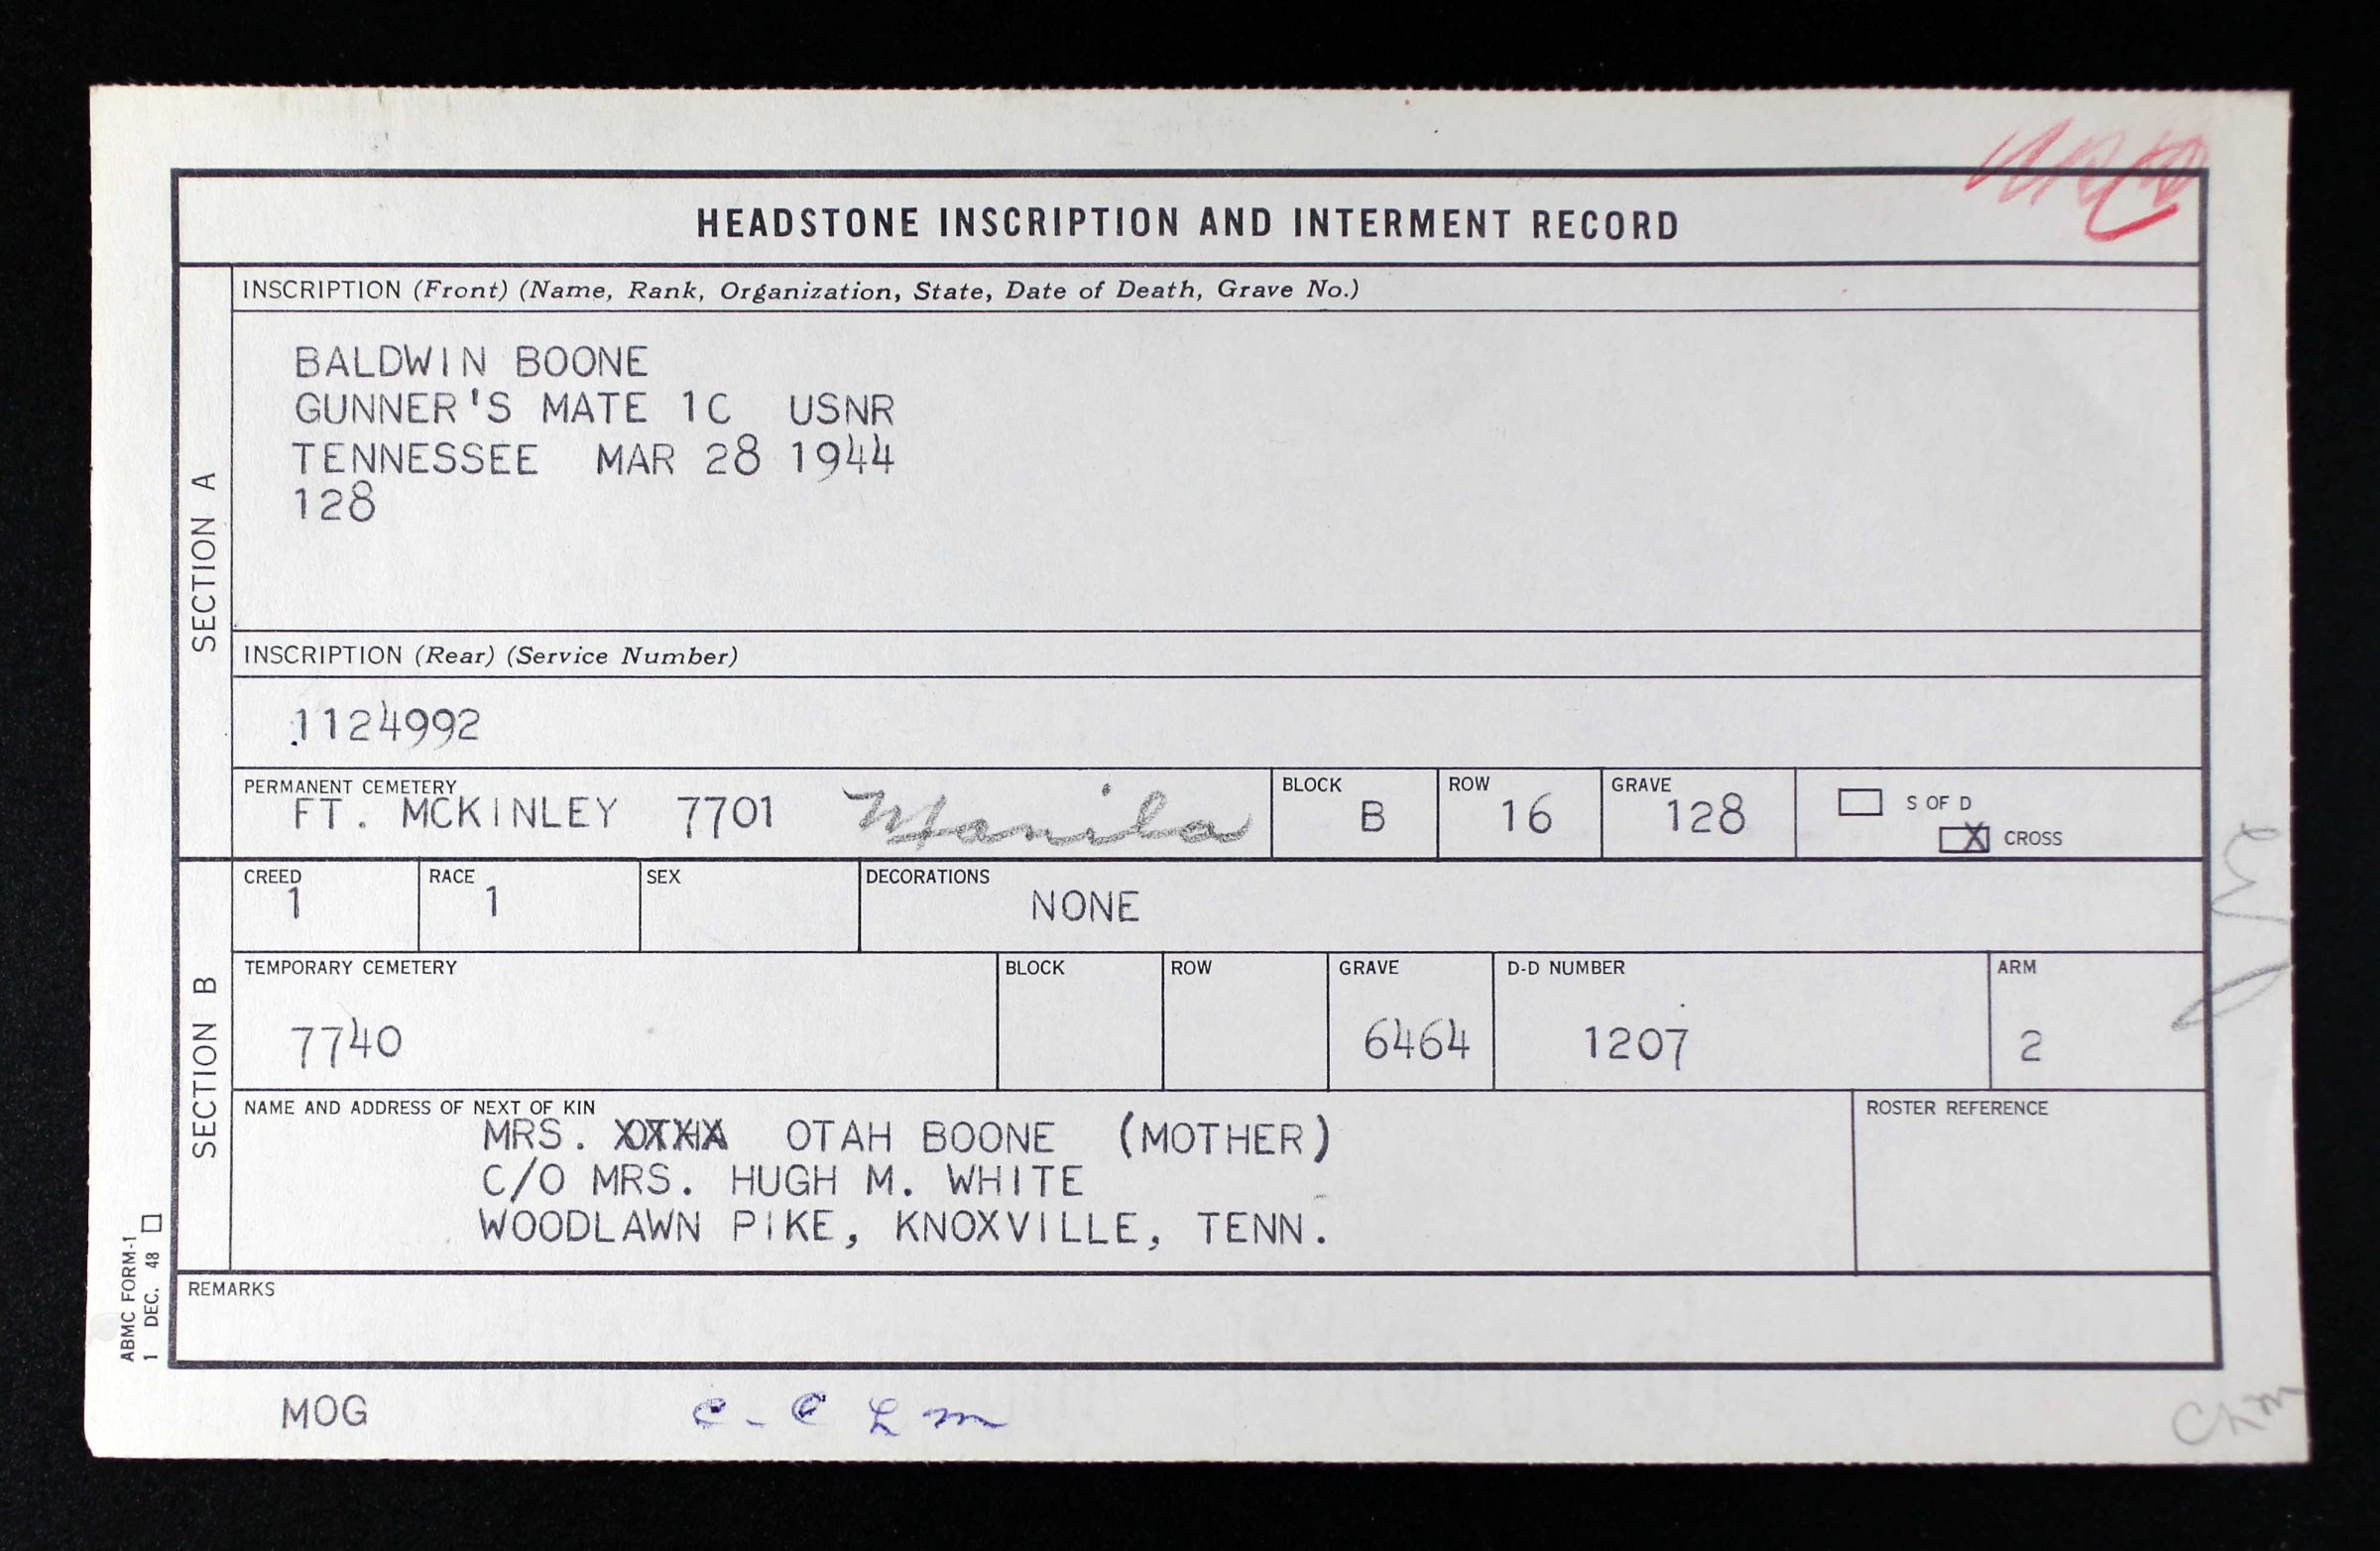 HEADSTONE INSCRIPTION AND INTERMENT RECORD
SECTION A
INSCRIPTION (Front) (Name, Rank, Organization, State, Date of Death, Grave No.)
BALDWIN BOONE
GUNNER'S MATE 1C USNR
TENNESSEE MAR 28 1944
128
INSCRIPTION (Rear) (Service Number)
1124992
PERMANENT CEMETERY
FT. MCKINLEY 7701 Manila
BLOCK
B
ROW
16
GRAVE
128
S OF D
X CROSS
SECTION B
CREED
1
RACE
1
SEX
DECORATIONS
NONE
TEMPORARY CEMETERY
7740
BLOCK
ROW
GRAVE
6464
D-D NUMBER
1207
ARM
2
NAME AND ADDRESS OF NEXT OF KIN
MRS. OTAH BOONE (MOTHER)
C/O MRS. HUGH M. WHITE
WOODLAWN PIKE, KNOXVILLE, TENN.
ROSTER REFERENCE
REMARKS
ABMC FORM-1
1 DEC. 48
MOG